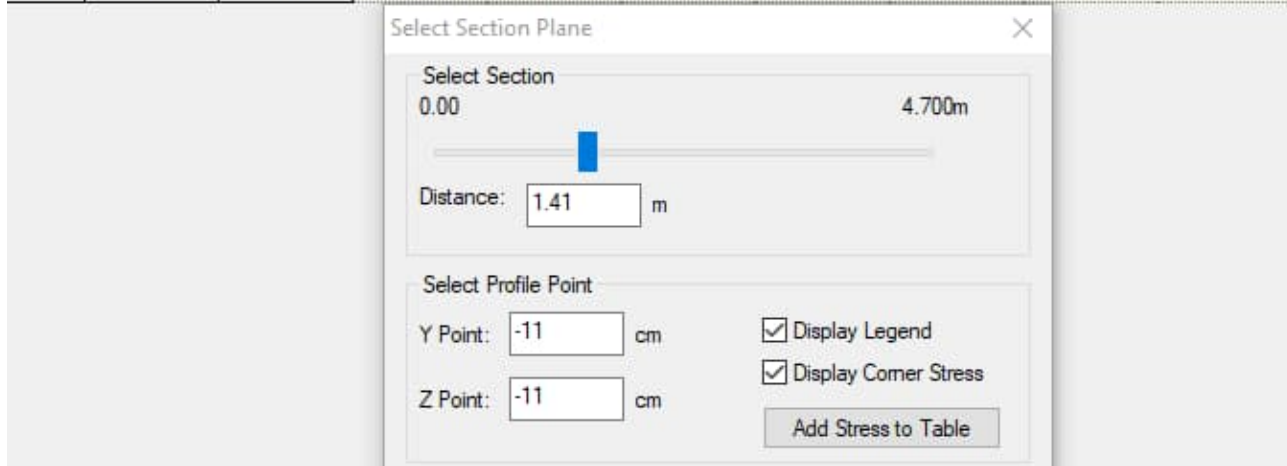 Select Section Plane
Select Section
0.00 4.700m
Distance: 1.41 m
Select Profile Point
Y Point: -11 cm
Display Legend
Display Corner Stress
Z Point: -11 cm
Add Stress to Table